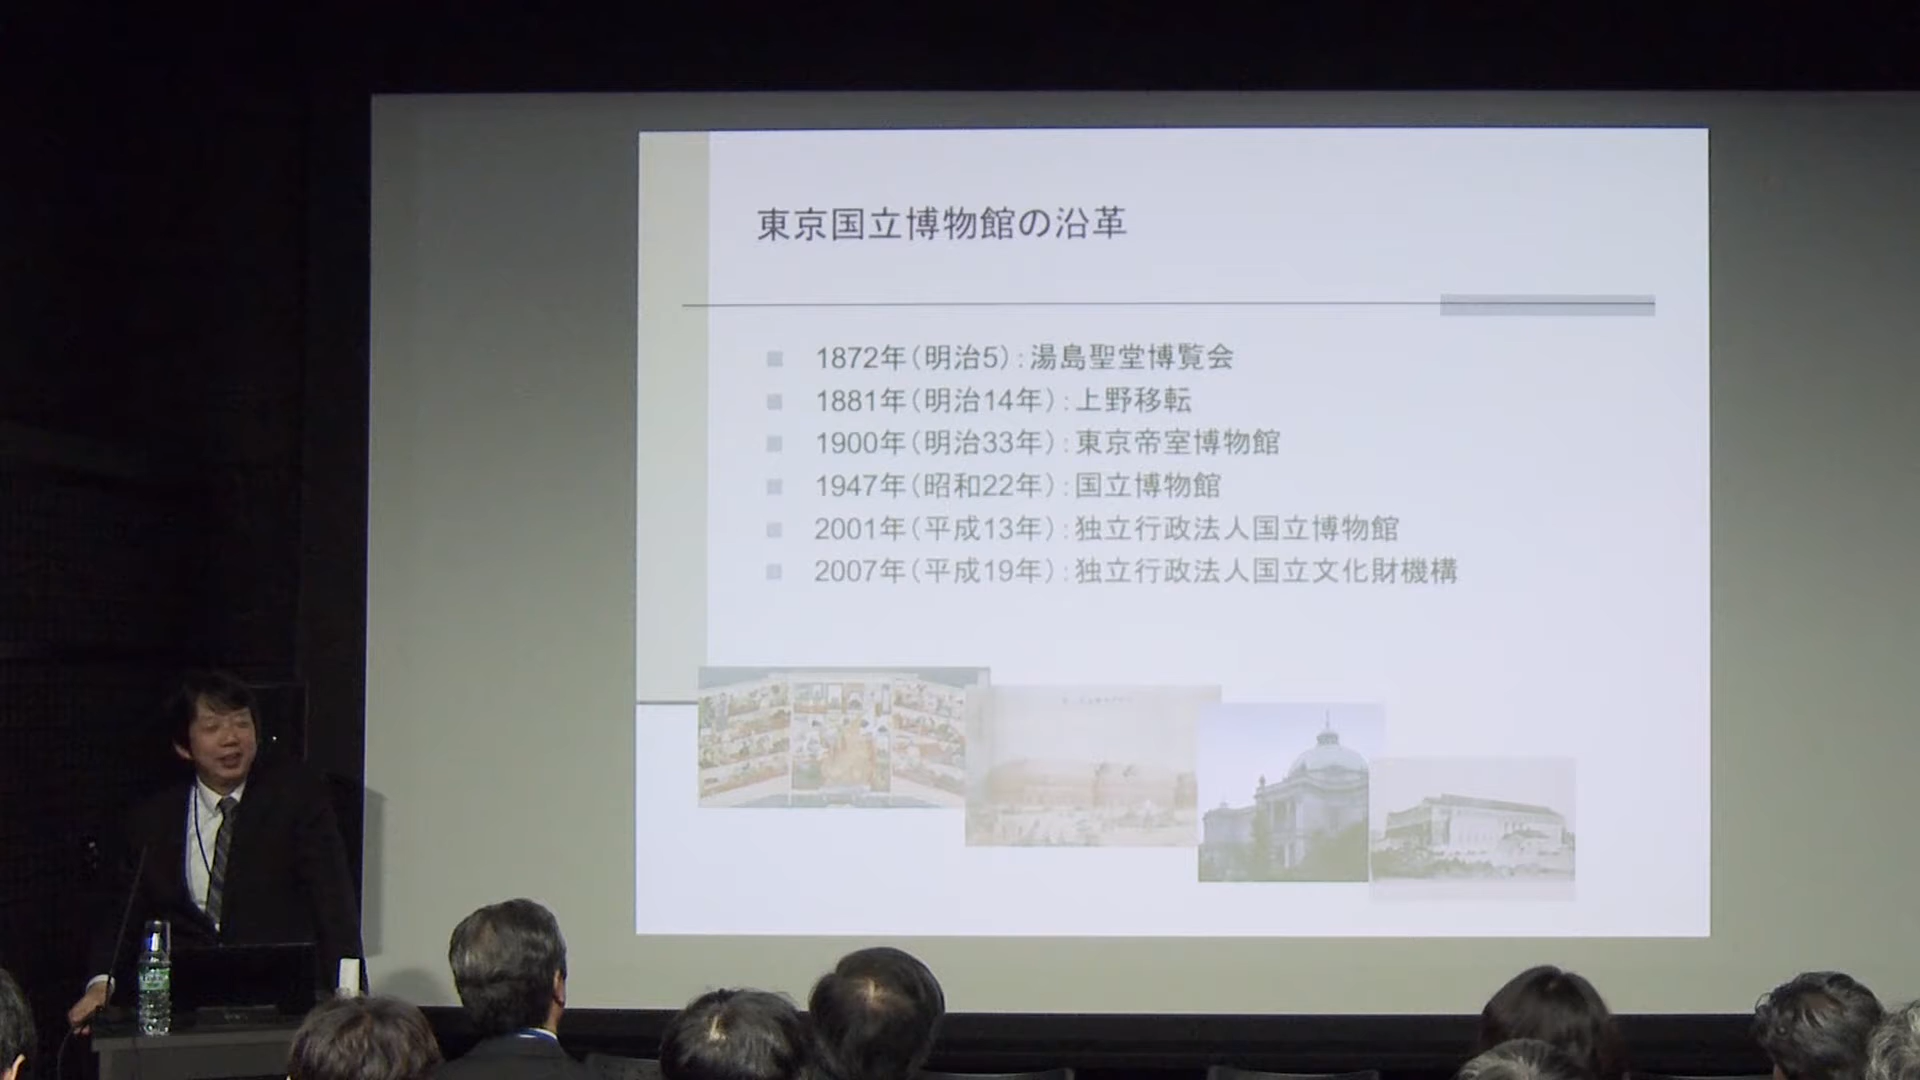 東京国立博物館の沿革
1872年（明治5）：湯島聖堂博覧会
1881年（明治14年）：上野移転
1900年（明治33年）：東京帝室博物館
1947年（昭和22年）：国立博物館
2001年（平成13年）：独立行政法人国立博物館
2007年（平成19年）：独立行政法人国立文化財機構